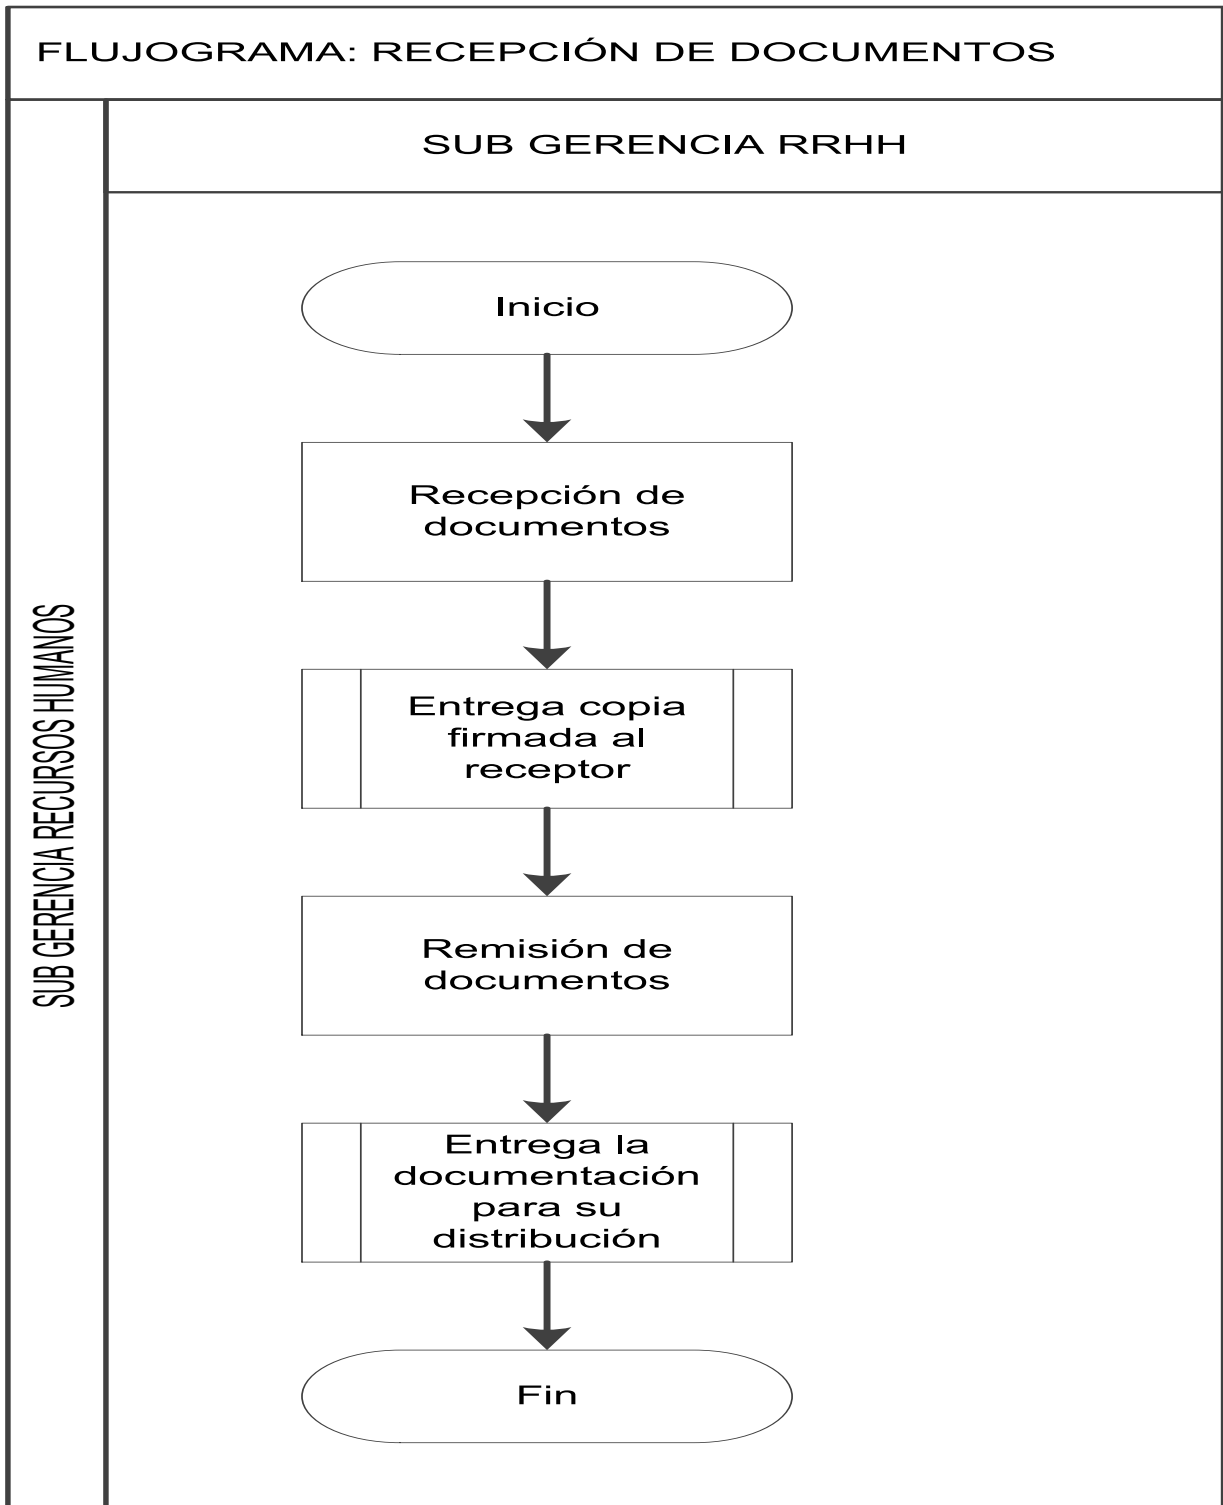 FLUJOGRAMA: RECEPCIÓN DE DOCUMENTOS
SUB GERENCIA RRHH
SUB GERENCIA RECURSOS HUMANOS
Inicio
Recepción de
documentos
Entrega copia
firmada al
receptor
Remisión de
documentos
Entrega la
documentación
para su
distribución
Fin